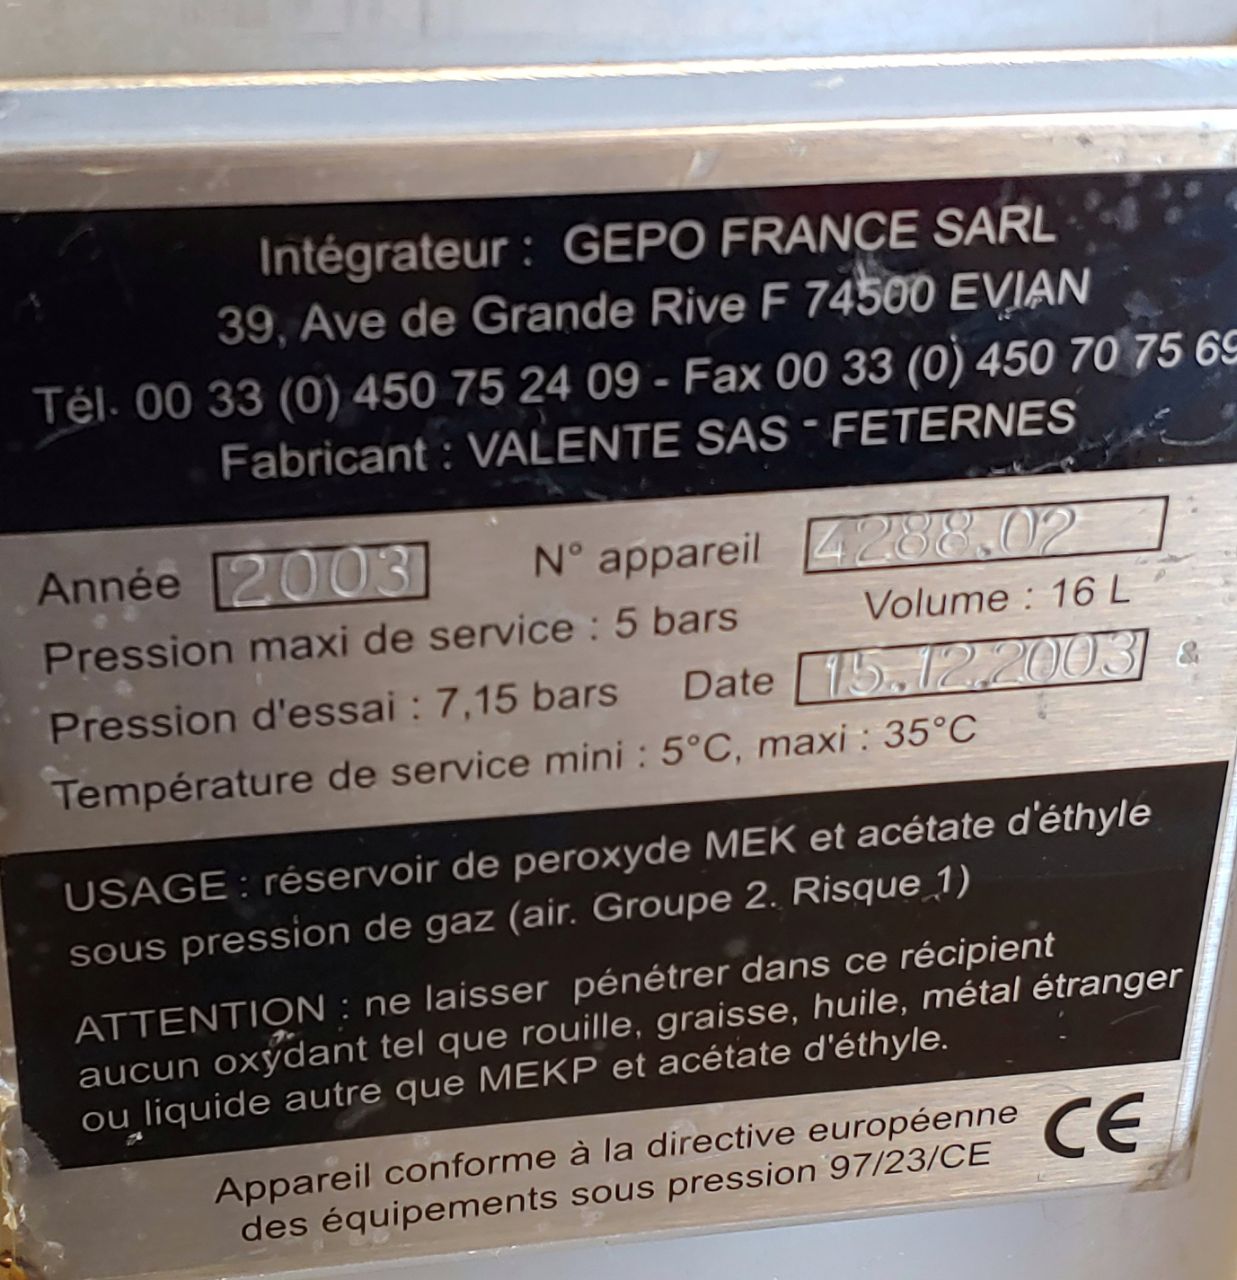 Intégrateur : GEPO FRANCE SARL
39, Ave de Grande Rive F 74500 EVIAN
Tél. 00 33 (0) 450 75 24 09 - Fax 00 33 (0) 450 70 75 69
Fabricant : VALENTE SAS - FETERNES
Année 2003 N° appareil 4288.02
Pression maxi de service : 5 bars Volume : 16 L
Pression d'essai : 7,15 bars Date 15.12.2003 &
Température de service mini : 5°C, maxi : 35°C
USAGE : réservoir de peroxyde MEK et acétate d'éthyle
sous pression de gaz (air. Groupe 2. Risque 1)
ATTENTION : ne laisser pénétrer dans ce récipient
aucun oxydant tel que rouille, graisse, huile, métal étranger
ou liquide autre que MEKP et acétate d'éthyle.
Appareil conforme à la directive européenne
des équipements sous pression 97/23/CE
CE